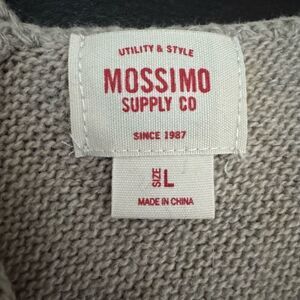 UTILITY & STYLE
MOSSIMO
SUPPLY CO
SINCE 1987
SIZE L
MADE IN CHINA